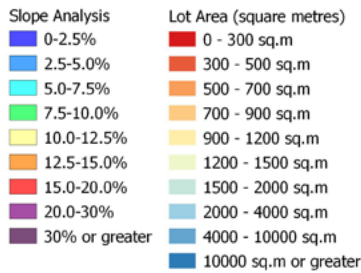 Slope Analysis
0-2.5%
2.5-5.0%
5.0-7.5%
7.5-10.0%
10.0-12.5%
12.5-15.0%
15.0-20.0%
20.0-30%
30% or greater
Lot Area (square metres)
0 - 300 sq.m
300 - 500 sq.m
500 - 700 sq.m
700 - 900 sq.m
900 - 1200 sq.m
1200 - 1500 sq.m
1500 - 2000 sq.m
2000 - 4000 sq.m
4000 - 10000 sq.m
10000 sq.m or greater